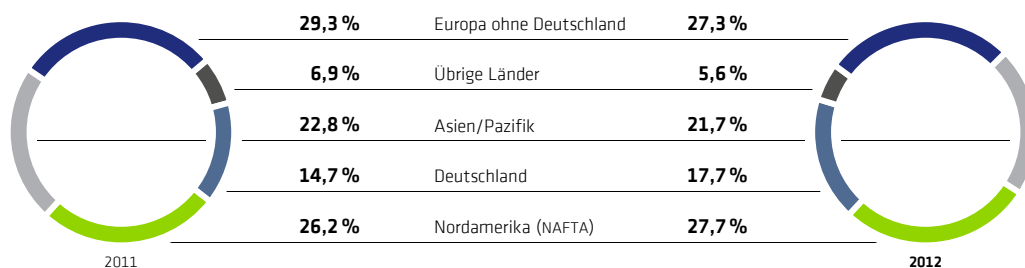 29,3 % Europa ohne Deutschland 27,3 %
6,9 % Übrige Länder 5,6 %
22,8 % Asien/Pazifik 21,7 %
14,7 % Deutschland 17,7 %
26,2 % Nordamerika (NAFTA) 27,7 %
2011 2012